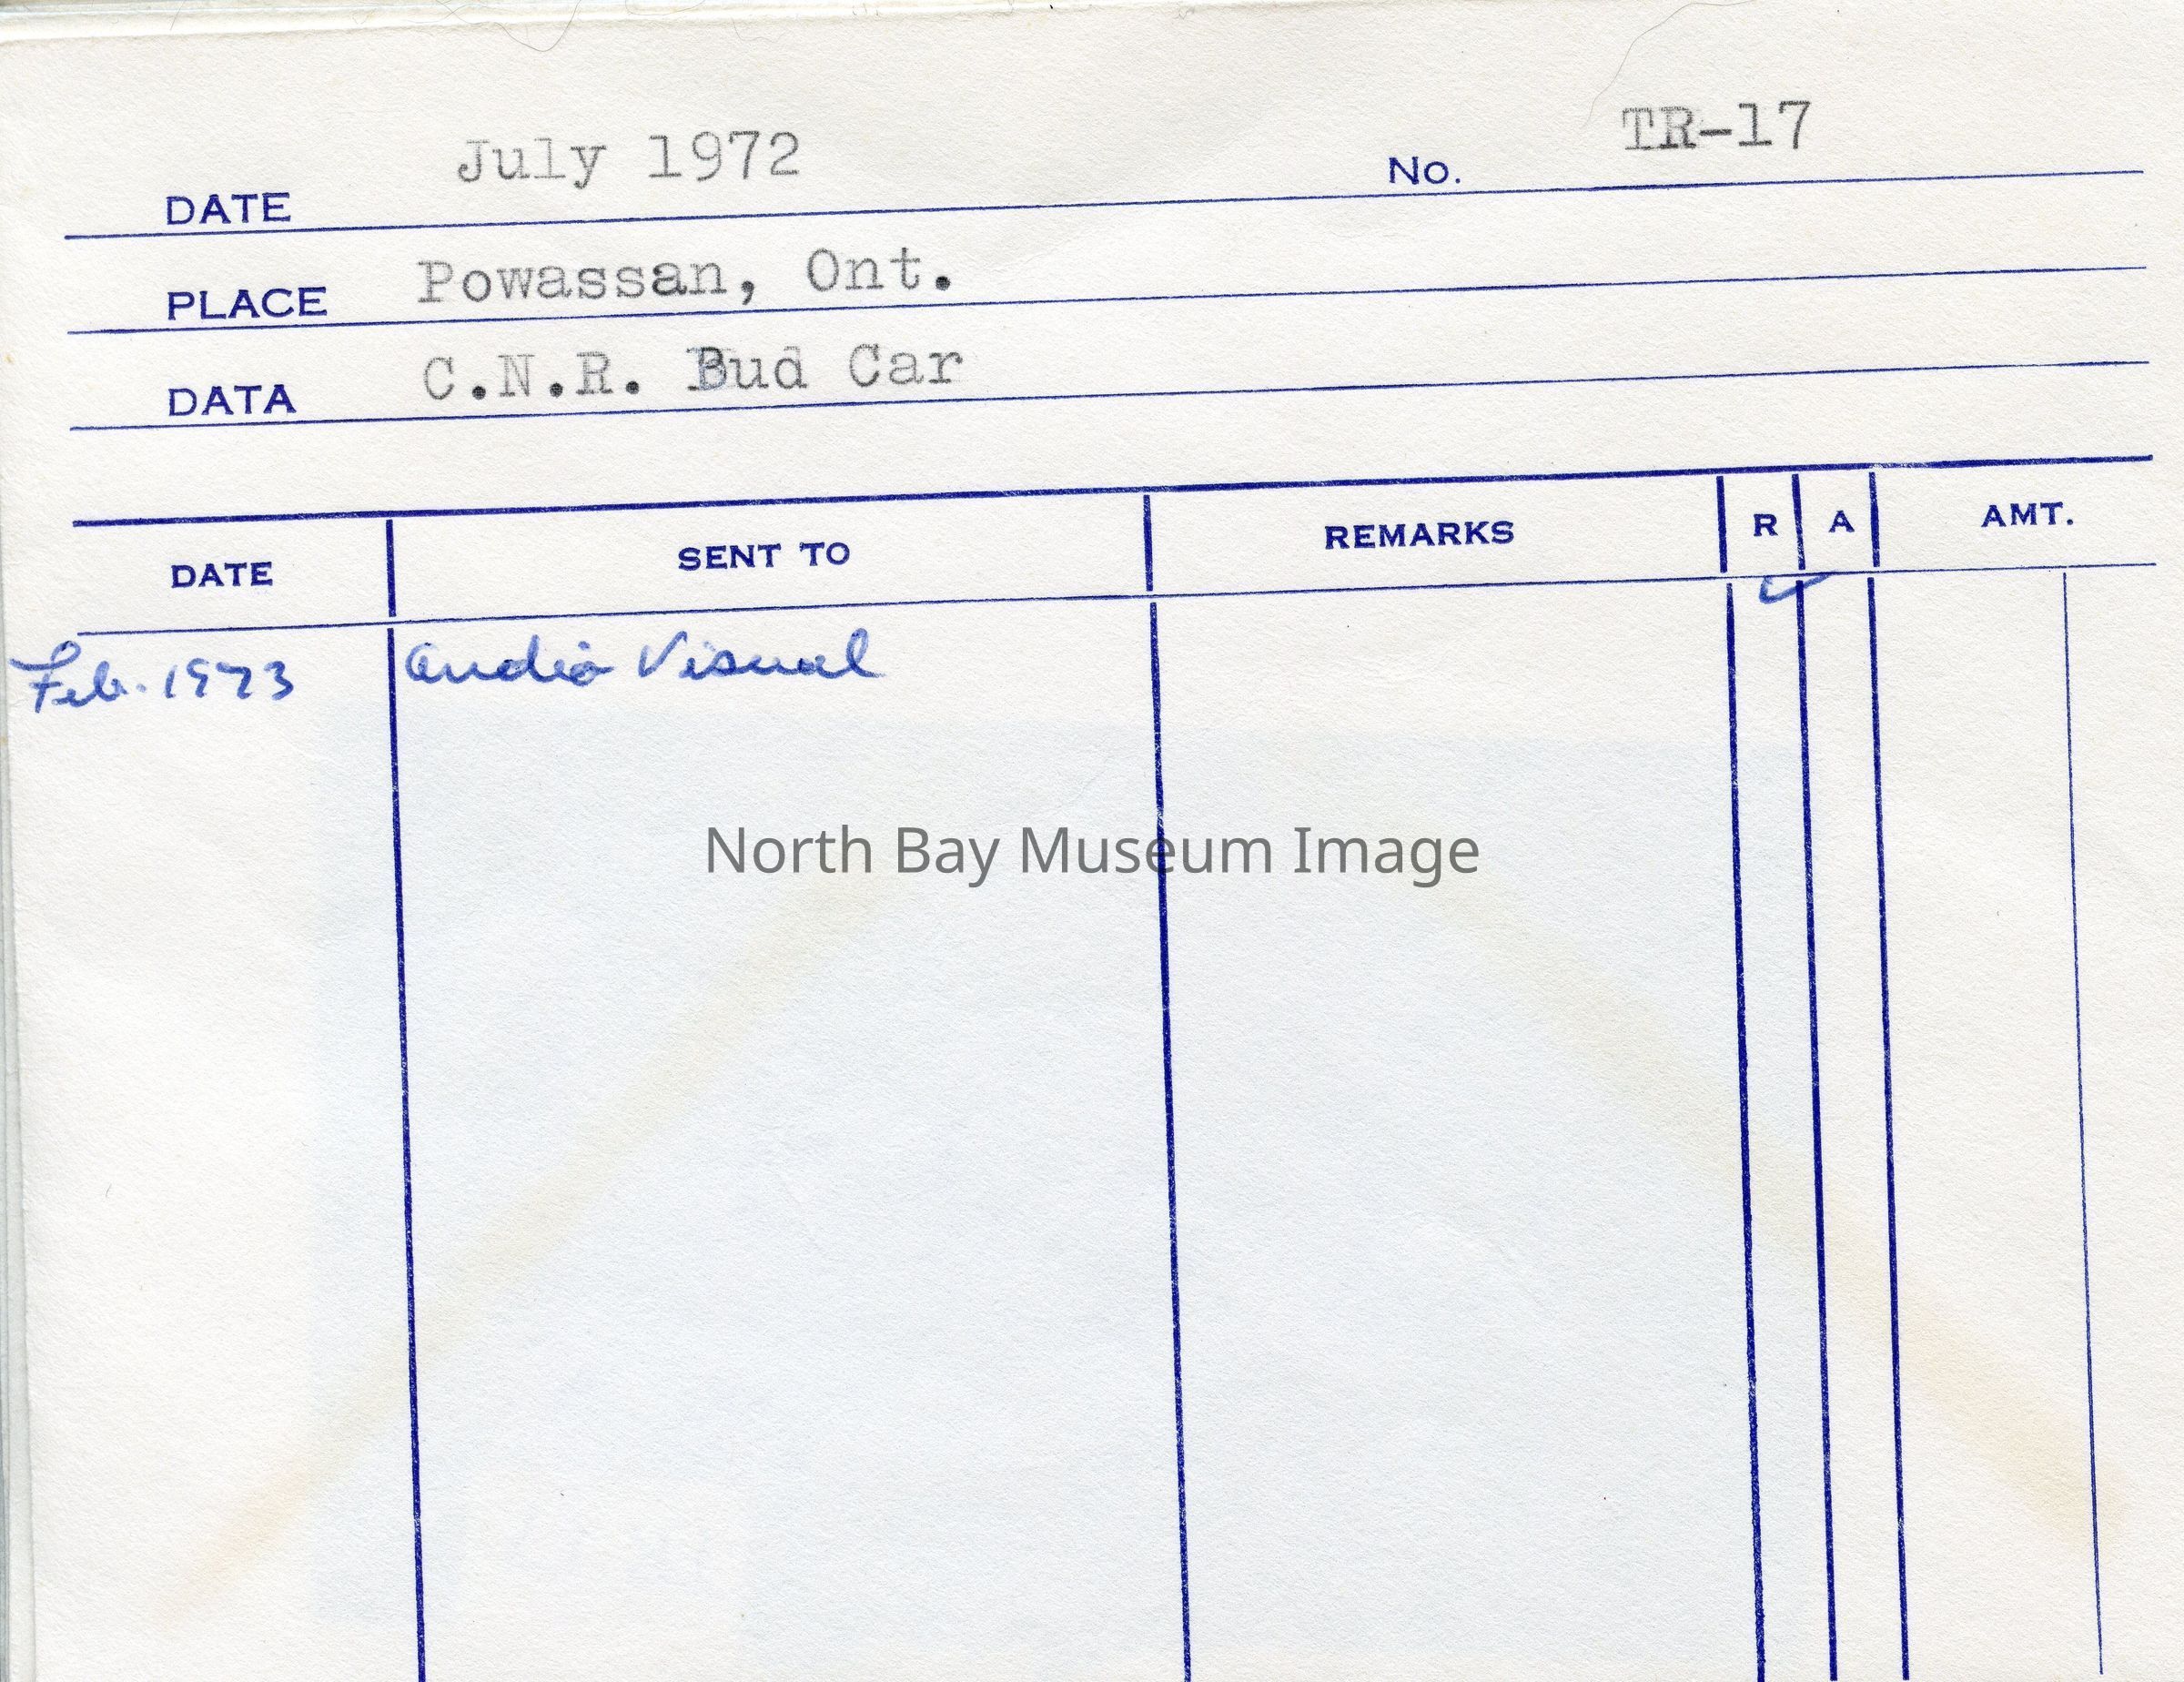 July 1972
No. TR-17
DATE
PLACE Powassan, Ont.
DATA C.N.R. Bud Car
DATE SENT TO REMARKS R A AMT.
Feb. 1973 Audio Visual
North Bay Museum Image